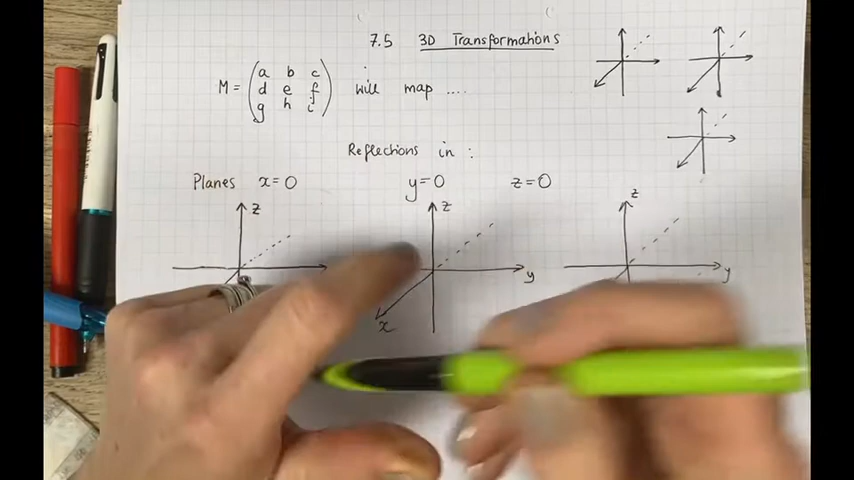 7.5 3D Transformations
M = (a b c
d e f
g h i) will map ....
Reflections in :
Planes x=0 y=0 z=0
z z z
y y
x